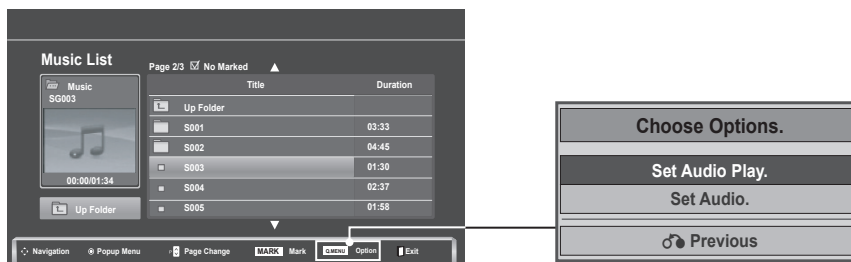 Music List
Page 2/3 No Marked
Music
SG003
00:00/01:34
Up Folder
Title Duration
Up Folder
S001 03:33
S002 04:45
S003 01:30
S004 02:37
S005 01:58
Navigation Popup Menu P Page Change MARK Mark Q.MENU Option Exit
Choose Options.
Set Audio Play.
Set Audio.
Previous